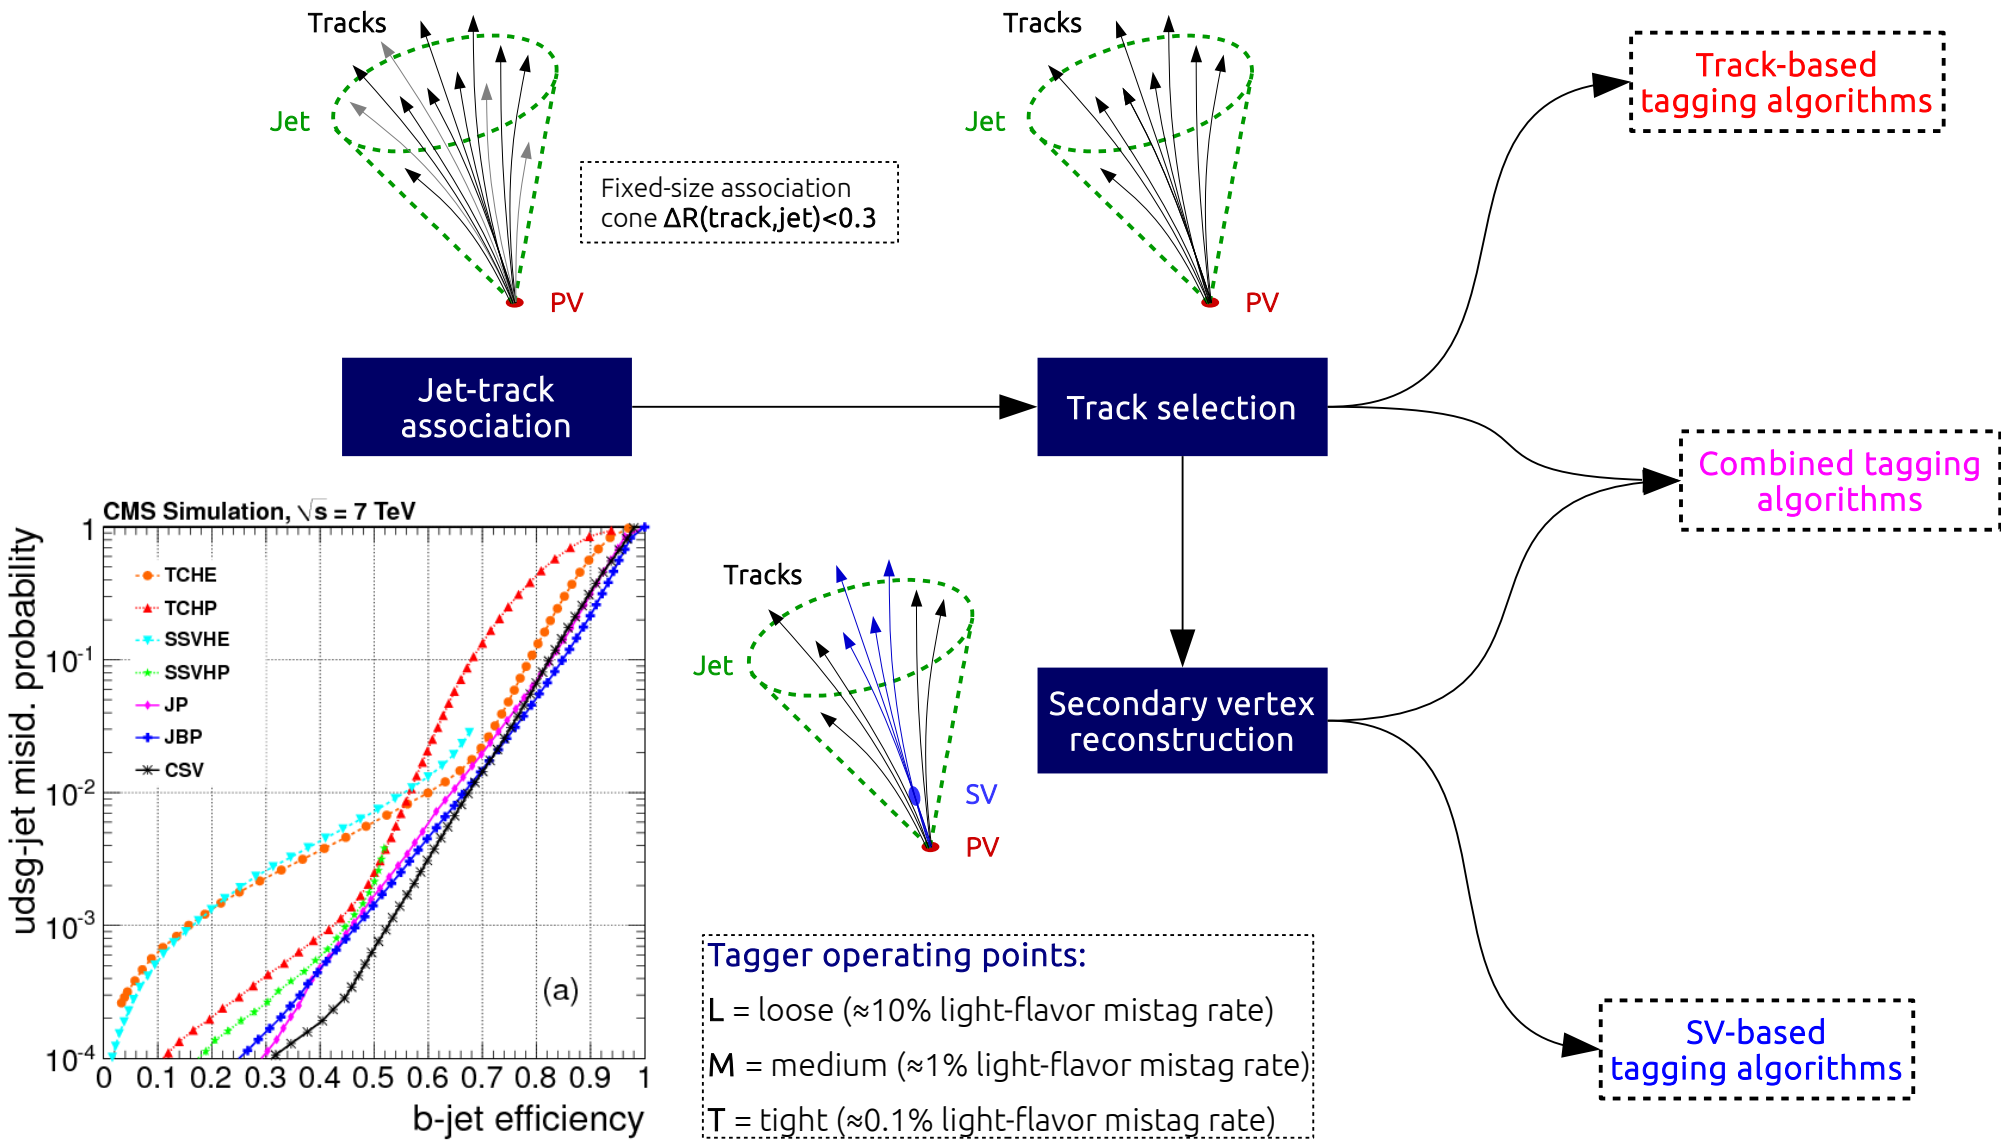 Tracks
Jet
Fixed-size association
cone ΔR(track,jet)<0.3
PV
Tracks
Jet
PV
Track-based
tagging algorithms
Jet-track
association
Track selection
Combined tagging
algorithms
CMS Simulation, √s = 7 TeV
udsg-jet misid. probability
1
10-1
10-2
10-3
10-4
TCHE
TCHP
SSVHE
SSVHP
JP
JBP
CSV
(a)
0 0.1 0.2 0.3 0.4 0.5 0.6 0.7 0.8 0.9 1
b-jet efficiency
Tracks
Jet
SV
PV
Secondary vertex
reconstruction
Tagger operating points:
L = loose (≈10% light-flavor mistag rate)
M = medium (≈1% light-flavor mistag rate)
T = tight (≈0.1% light-flavor mistag rate)
SV-based
tagging algorithms